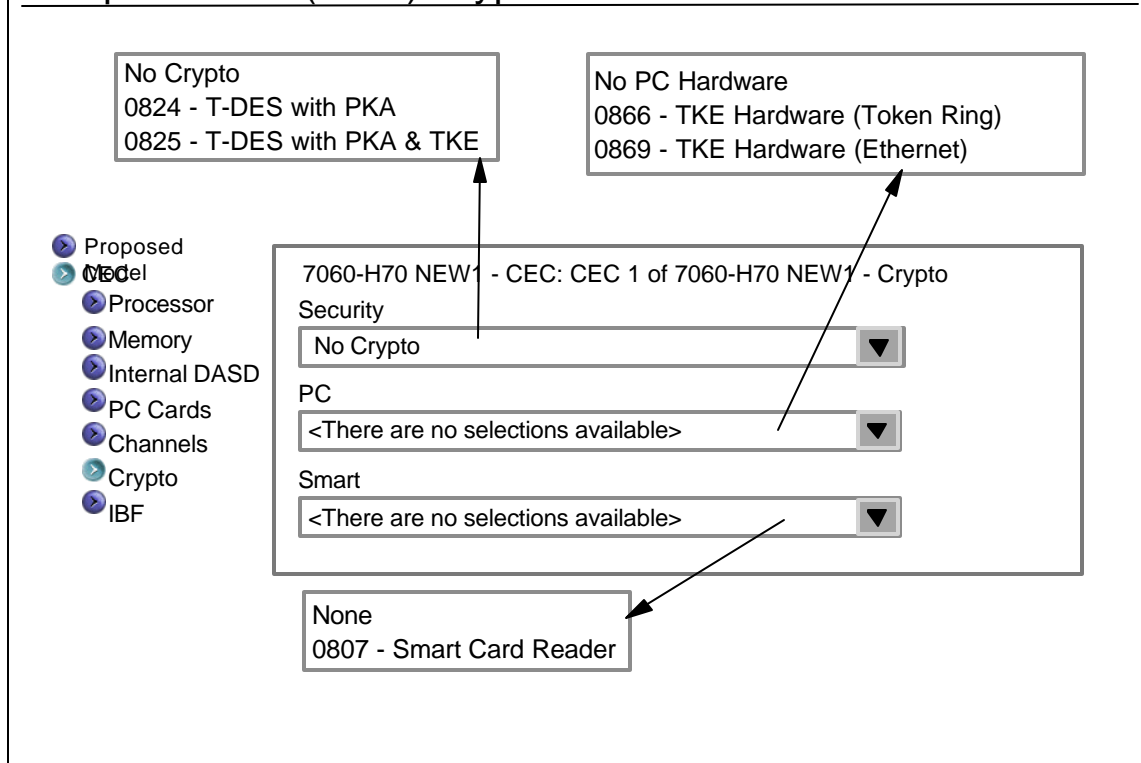 No Crypto
0824 - T-DES with PKA
0825 - T-DES with PKA & TKE
No PC Hardware
0866 - TKE Hardware (Token Ring)
0869 - TKE Hardware (Ethernet)
Proposed
Model
CEC
Processor
Memory
Internal DASD
PC Cards
Channels
Crypto
IBF
7060-H70 NEW1 - CEC: CEC 1 of 7060-H70 NEW1 - Crypto
Security
No Crypto
PC
<There are no selections available>
Smart
<There are no selections available>
None
0807 - Smart Card Reader